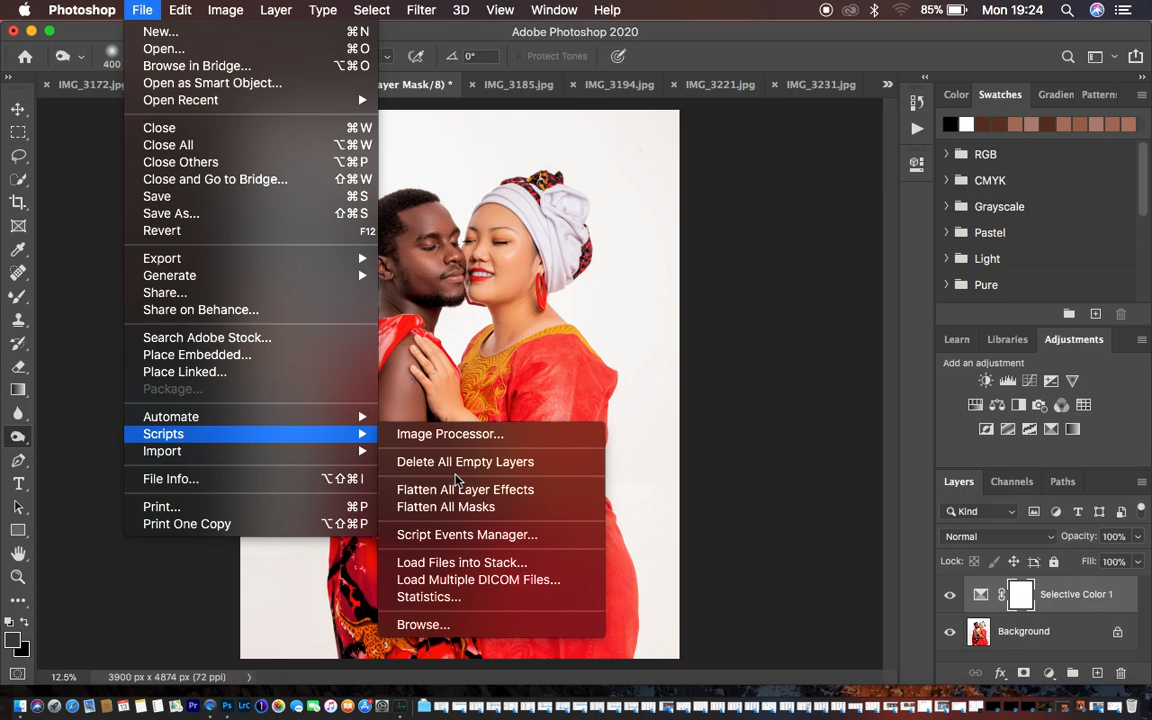 Photoshop File Edit Image Layer Type Select Filter 3D View Window Help 85% Mon 19:24
Adobe Photoshop 2020
400 0° Protect Tones
IMG_3172.jpg ayer Mask/8) * IMG_3185.jpg IMG_3194.jpg IMG_3221.jpg IMG_3231.jpg
New... ⌘N
Open... ⌘O
Browse in Bridge... ⌥⌘O
Open as Smart Object...
Open Recent
Close ⌘W
Close All ⌥⌘W
Close Others ⌥⌘P
Close and Go to Bridge... ⇧⌘W
Save ⌘S
Save As... ⇧⌘S
Revert F12
Export
Generate
Share...
Share on Behance...
Search Adobe Stock...
Place Embedded...
Place Linked...
Package...
Automate
Scripts
Import
File Info... ⌥⇧⌘I
Print... ⌘P
Print One Copy ⌥⇧⌘P
Image Processor...
Delete All Empty Layers
Flatten All Layer Effects
Flatten All Masks
Script Events Manager...
Load Files into Stack...
Load Multiple DICOM Files...
Statistics...
Browse...
Color Swatches Gradien Patterns
RGB
CMYK
Grayscale
Pastel
Light
Pure
Learn Libraries Adjustments
Add an adjustment
Layers Channels Paths
Kind
Normal Opacity: 100%
Lock: Fill: 100%
Selective Color 1
Background
12.5% 3900 px x 4874 px (72 ppi)